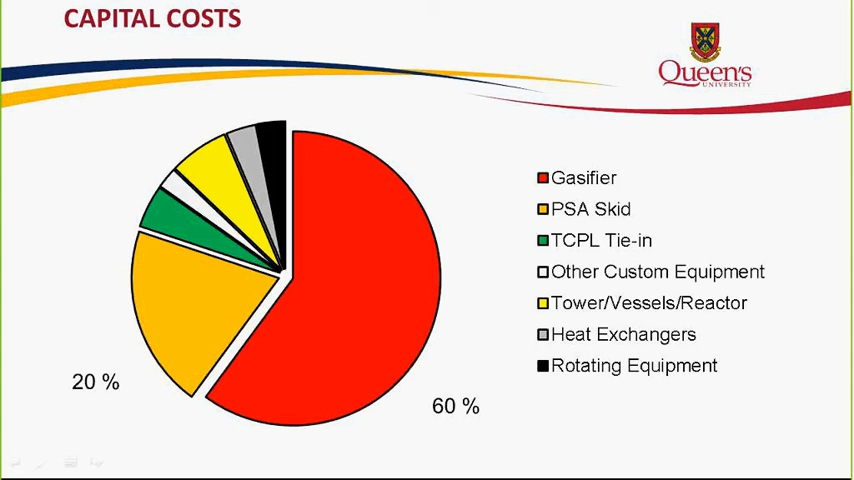 CAPITAL COSTS
Queen's
UNIVERSITY
Gasifier
PSA Skid
TCPL Tie-in
Other Custom Equipment
Tower/Vessels/Reactor
Heat Exchangers
Rotating Equipment
20 %
60 %